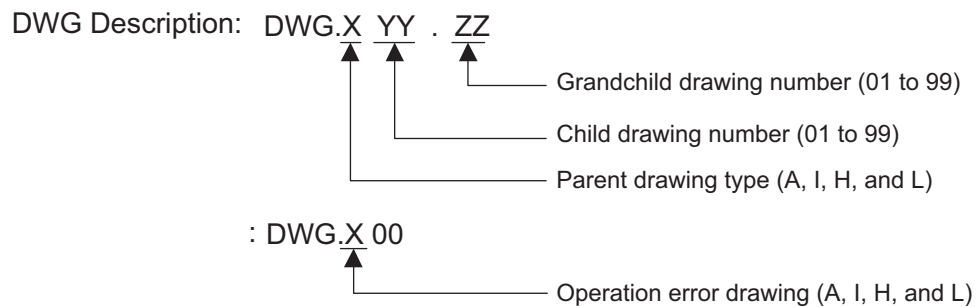 DWG Description: DWG.X YY . ZZ
Grandchild drawing number (01 to 99)
Child drawing number (01 to 99)
Parent drawing type (A, I, H, and L)
: DWG.X 00
Operation error drawing (A, I, H, and L)